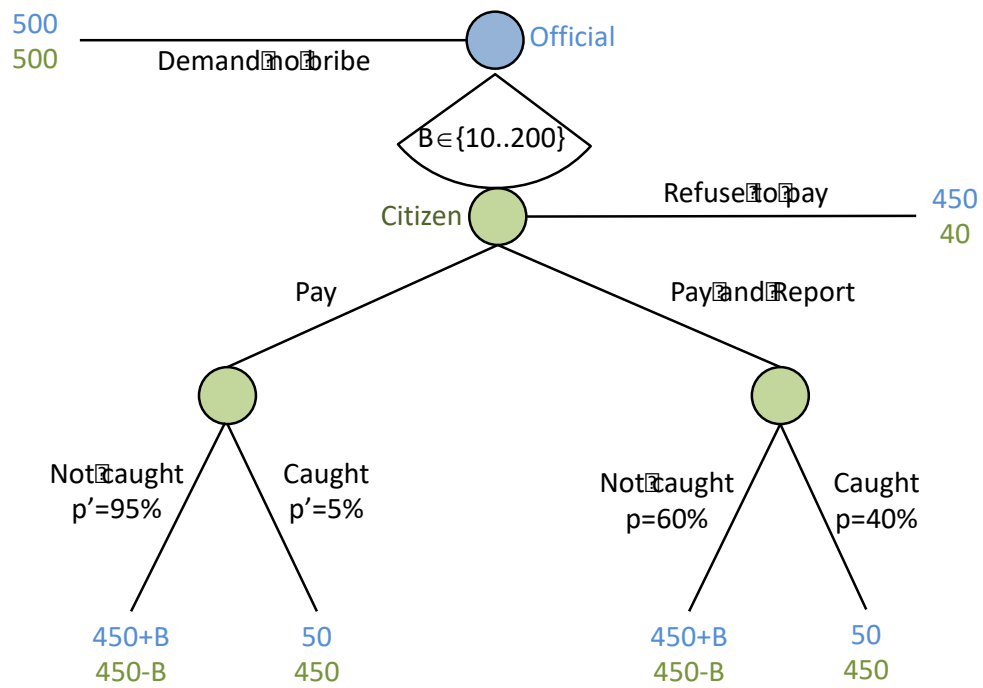 500
500
Demand no bribe
Official
B∈{10..200}
Citizen
Refuse to pay
450
40
Pay
Pay and Report
Not caught
p’=95%
Caught
p’=5%
Not caught
p=60%
Caught
p=40%
450+B
450-B
50
450
450+B
450-B
50
450